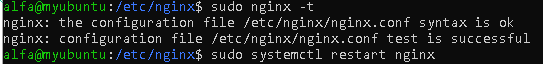 alfa@myubuntu:/etc/nginx$ sudo nginx -t
nginx: the configuration file /etc/nginx/nginx.conf syntax is ok
nginx: configuration file /etc/nginx/nginx.conf test is successful
alfa@myubuntu:/etc/nginx$ sudo systemctl restart nginx